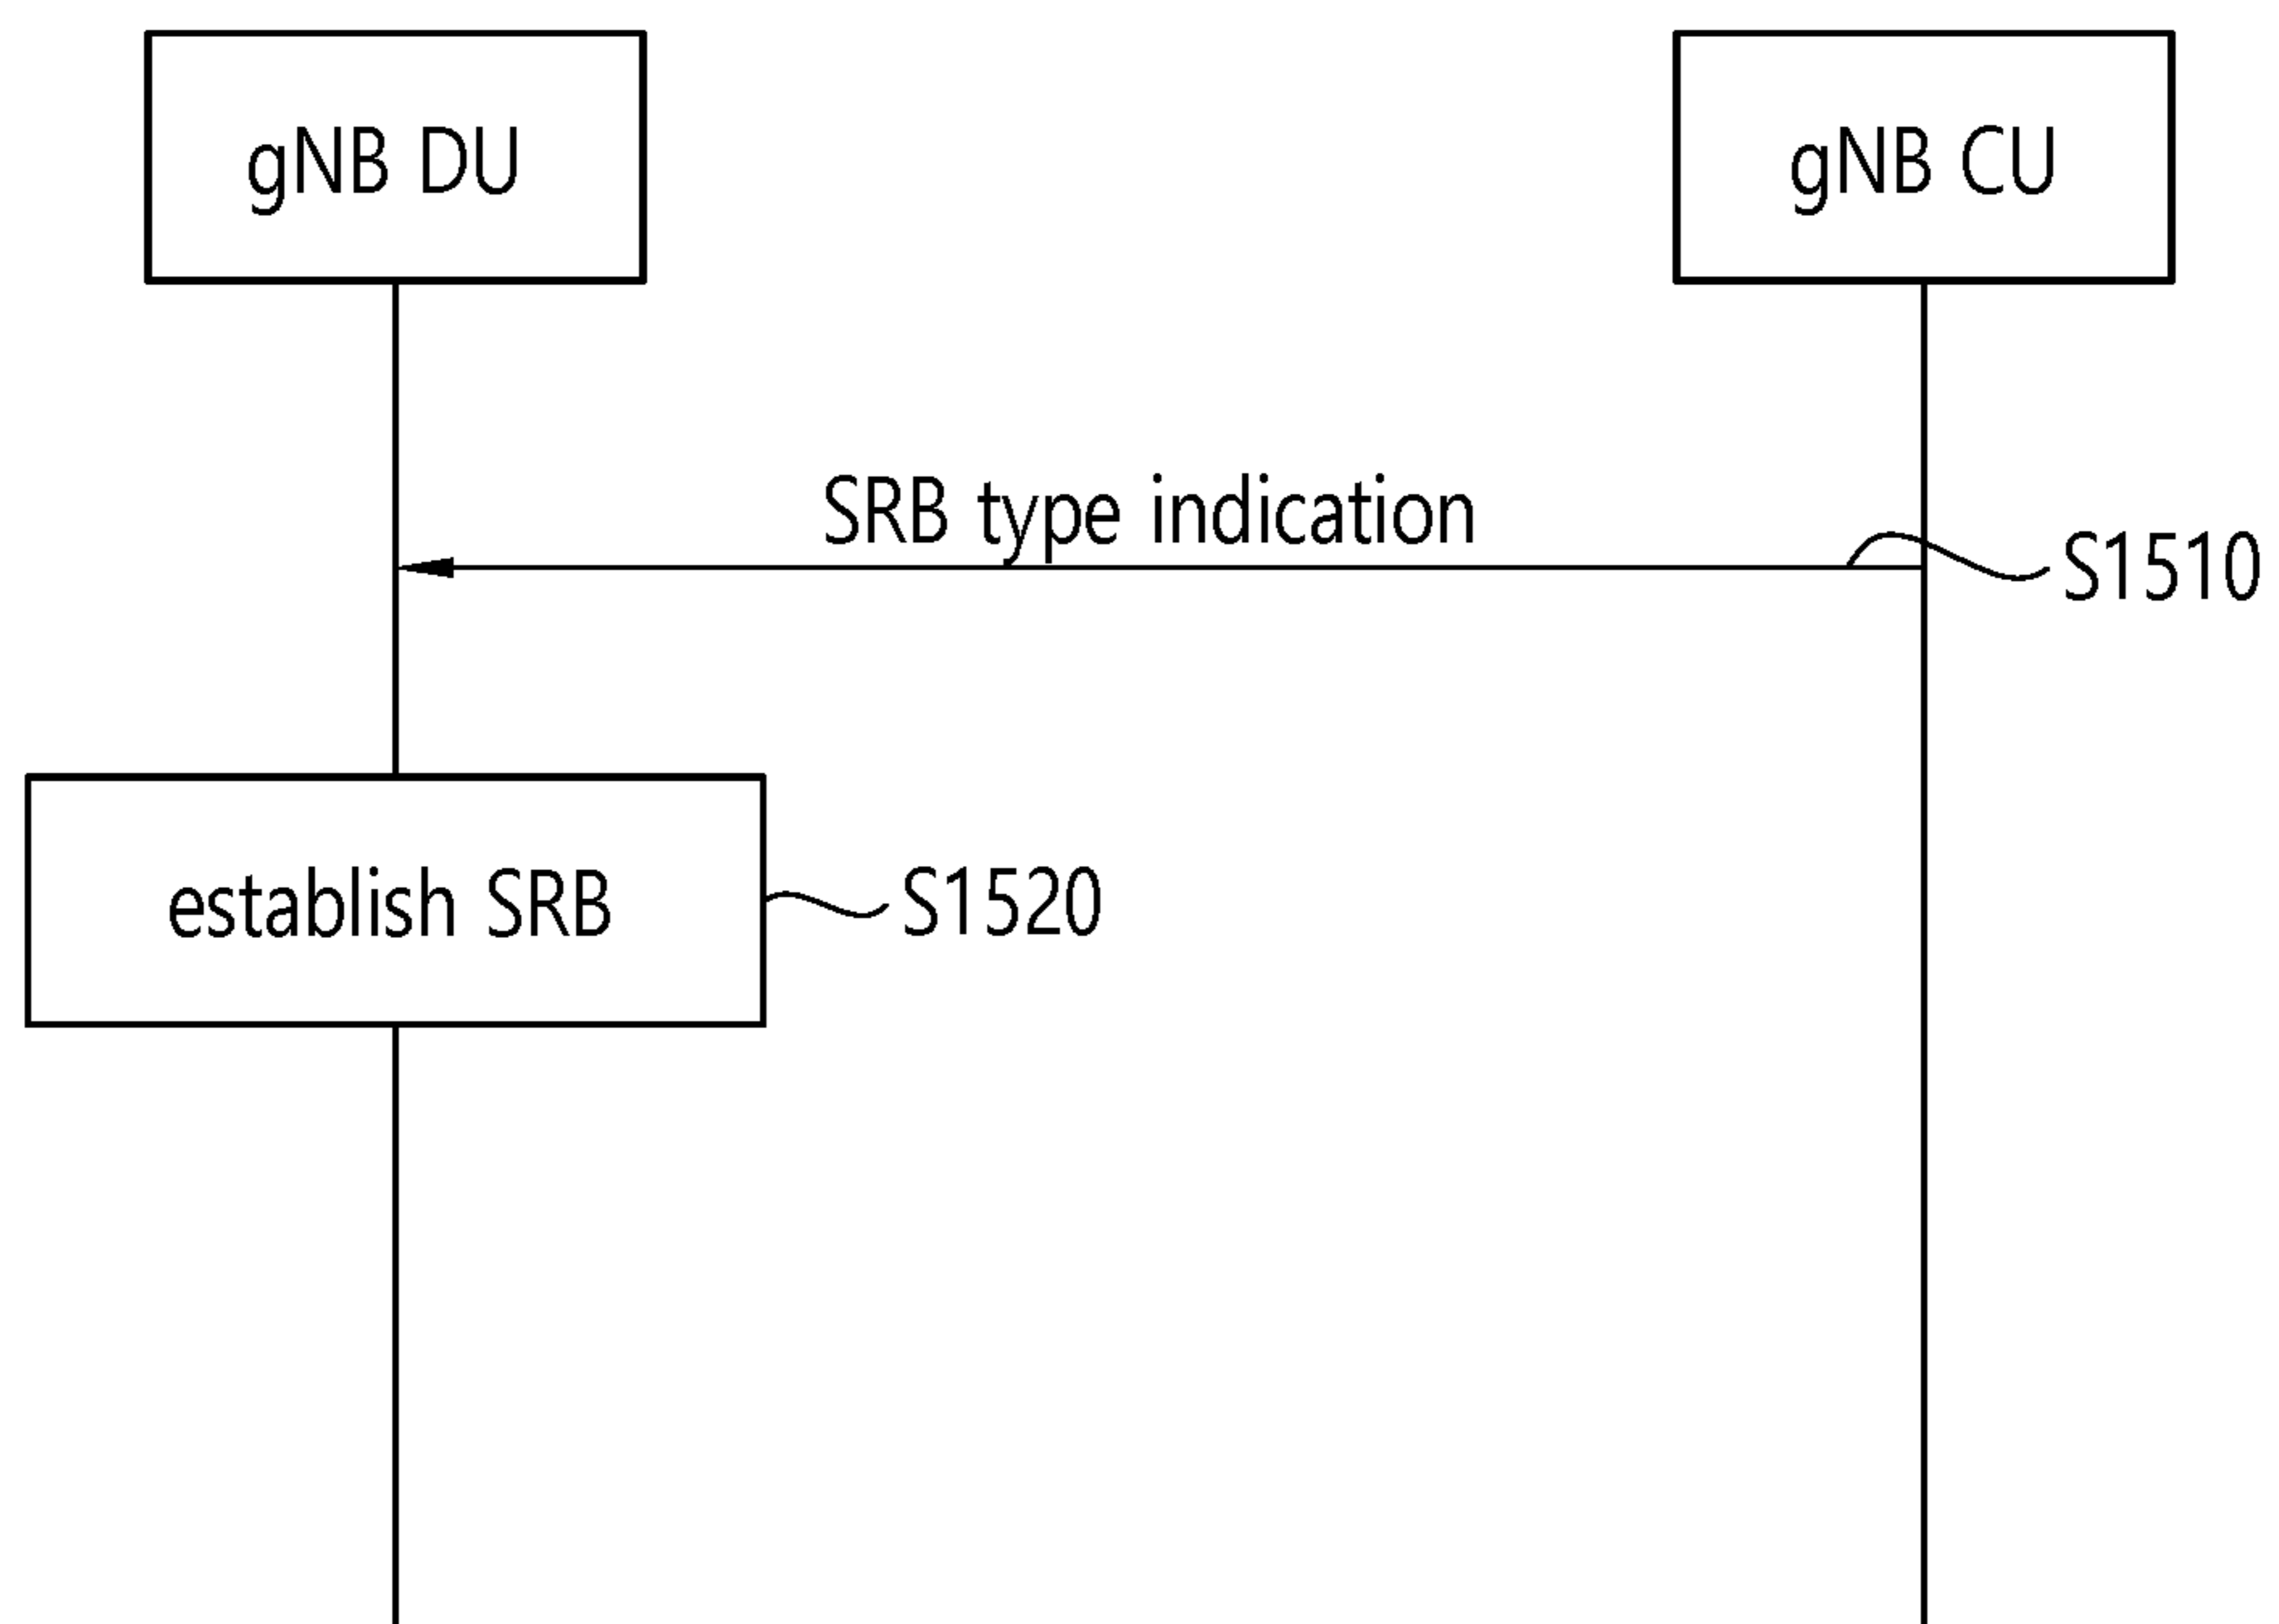 gNB DU
gNB CU
SRB type indication
S1510
establish SRB
S1520